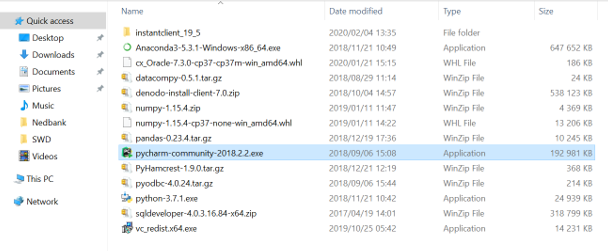 Name Date modified Type Size
Quick access
Desktop
Downloads
Documents
Pictures
Music
Nedbank
SWD
Videos
This PC
Network
instantclient_19_5 2020/02/04 13:35 File folder
Anaconda3-5.3.1-Windows-x86_64.exe 2018/11/21 10:49 Application 647 652 KB
cx_Oracle-7.3.0-cp37-cp37m-win_amd64.whl 2020/01/21 15:15 WHL File 186 KB
datacompy-0.5.1.tar.gz 2018/08/29 11:14 WinZip File 24 KB
denodo-install-client-7.0.zip 2018/10/04 14:57 WinZip File 538 123 KB
numpy-1.15.4.zip 2019/01/11 11:47 WinZip File 4 369 KB
numpy-1.15.4-cp37-none-win_amd64.whl 2019/01/11 14:22 WHL File 13 206 KB
pandas-0.23.4.tar.gz 2018/12/19 17:36 WinZip File 10 245 KB
pycharm-community-2018.2.2.exe 2018/09/06 15:08 Application 192 981 KB
PyHamcrest-1.9.0.tar.gz 2018/12/21 12:19 WinZip File 368 KB
pyodbc-4.0.24.tar.gz 2018/09/06 15:44 WinZip File 214 KB
python-3.7.1.exe 2018/11/21 10:42 Application 24 939 KB
sqldeveloper-4.0.3.16.84-x64.zip 2017/04/19 14:01 WinZip File 318 799 KB
vc_redist.x64.exe 2019/10/25 05:42 Application 14 231 KB